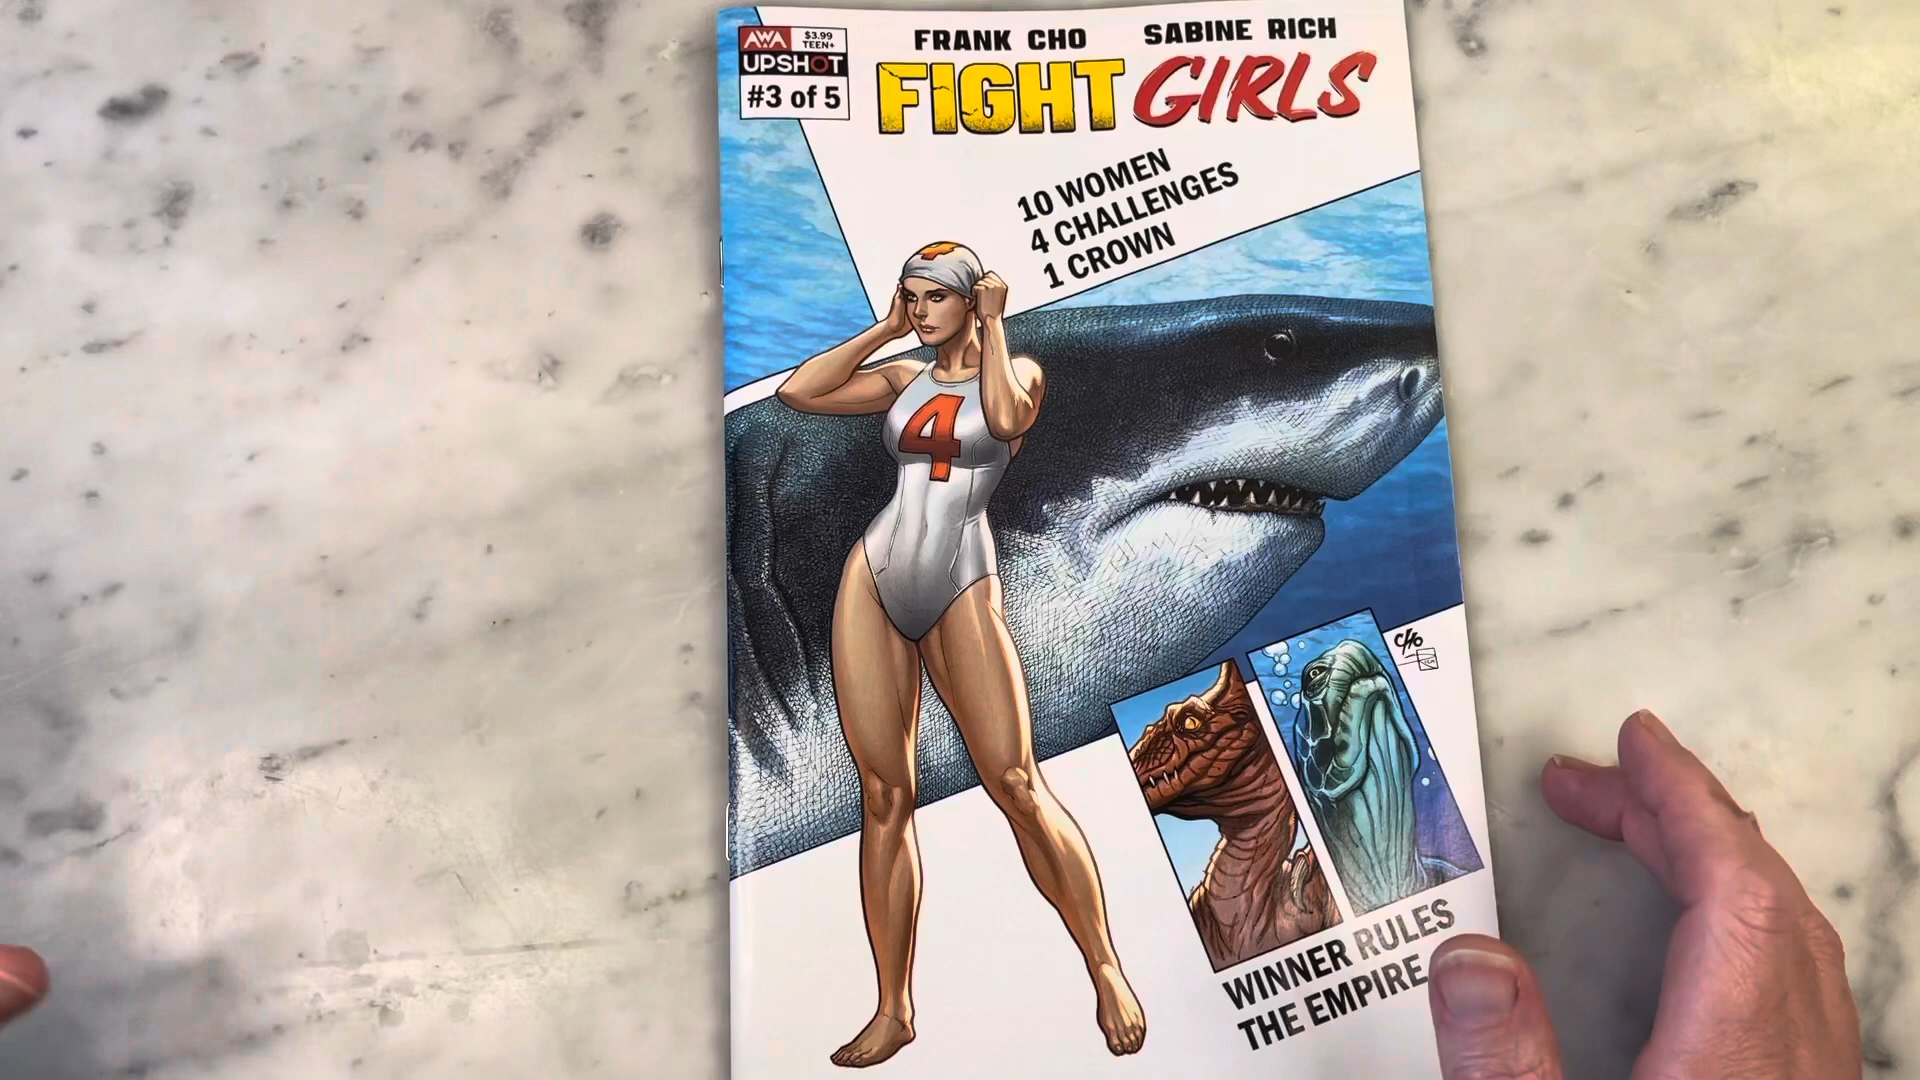 AWA
$3.99
TEEN+
UPSHOT
#3 of 5
FRANK CHO
SABINE RICH
FIGHT GIRLS
10 WOMEN
4 CHALLENGES
1 CROWN
4
CHO
WINNER RULES
THE EMPIRE